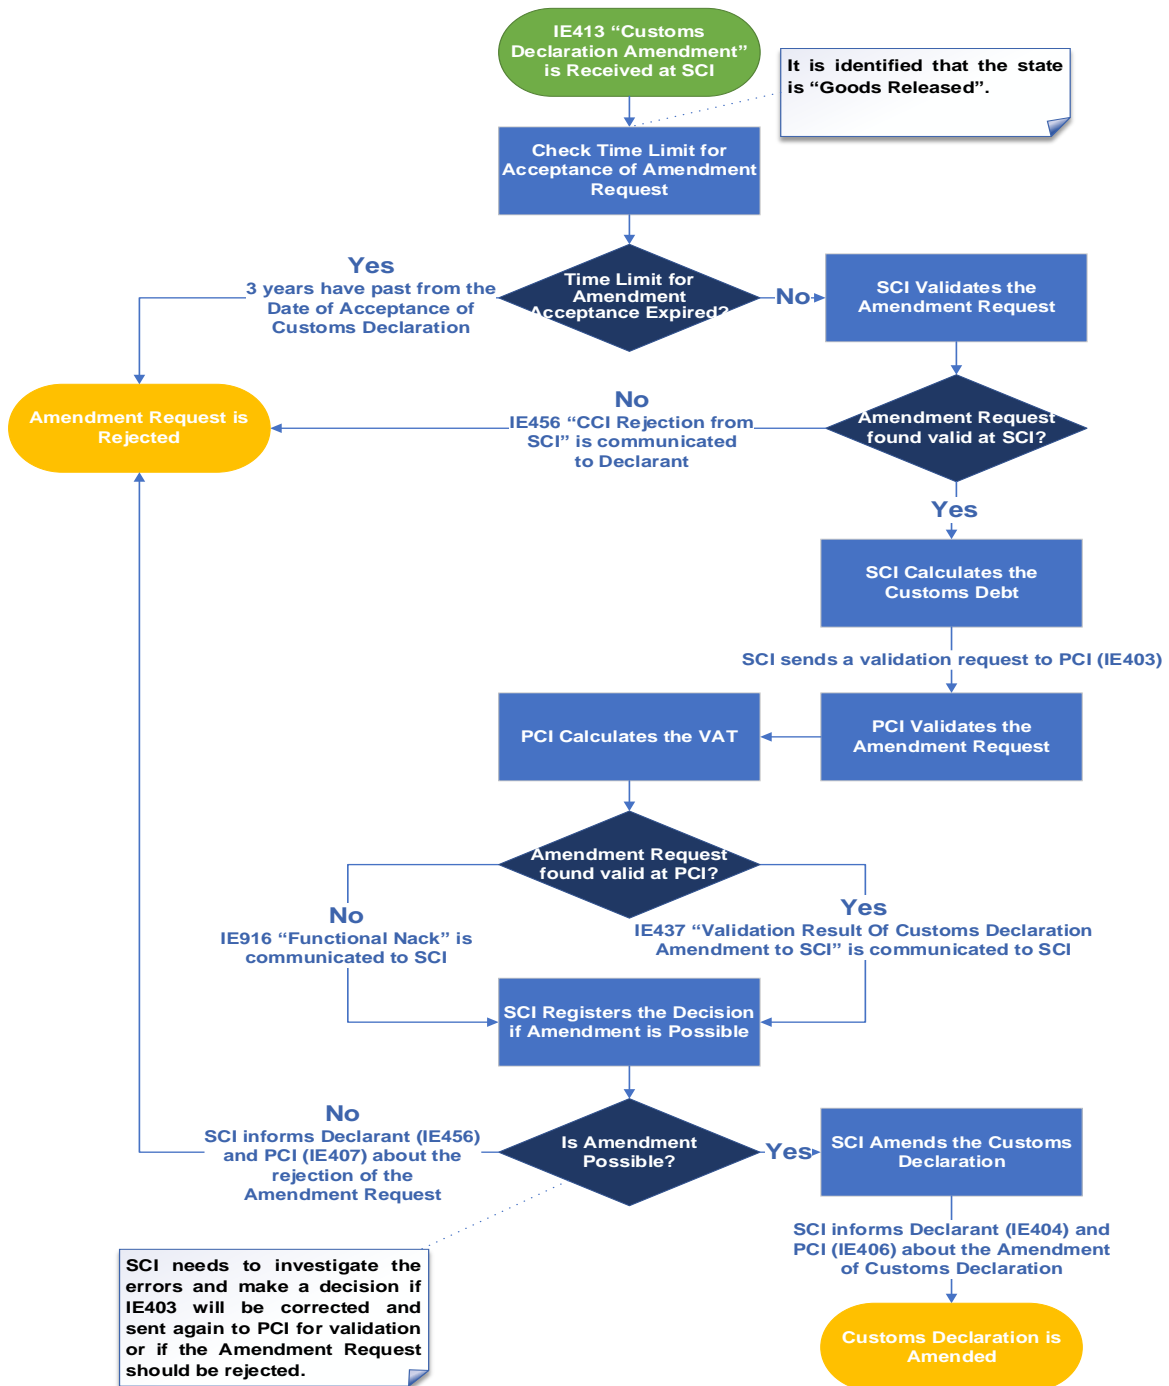 IE413 “Customs
Declaration Amendment”
is Received at SCI
It is identified that the state
is “Goods Released”.
Check Time Limit for
Acceptance of Amendment
Request
Time Limit for
Amendment
Acceptance Expired?
Yes
3 years have past from the
Date of Acceptance of
Customs Declaration
No
SCI Validates the
Amendment Request
Amendment Request is
Rejected
No
IE456 “CCI Rejection from
SCI” is communicated
to Declarant
Amendment Request
found valid at SCI?
Yes
SCI Calculates the
Customs Debt
SCI sends a validation request to PCI (IE403)
PCI Calculates the VAT
PCI Validates the
Amendment Request
Amendment Request
found valid at PCI?
No
IE916 “Functional Nack” is
communicated to SCI
Yes
IE437 “Validation Result Of Customs Declaration
Amendment to SCI” is communicated to SCI
SCI Registers the Decision
if Amendment is Possible
No
SCI informs Declarant (IE456)
and PCI (IE407) about the
rejection of the
Amendment Request
Is Amendment
Possible?
Yes
SCI Amends the Customs
Declaration
SCI informs Declarant (IE404) and
PCI (IE406) about the Amendment
of Customs Declaration
SCI needs to investigate the
errors and make a decision if
IE403 will be corrected and
sent again to PCI for validation
or if the Amendment Request
should be rejected.
Customs Declaration is
Amended